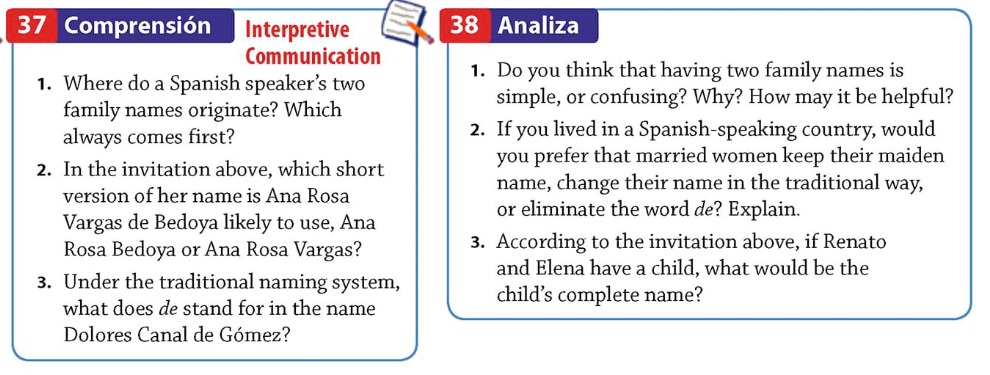 37 Comprensión
Interpretive
Communication
1. Where do a Spanish speaker's two
family names originate? Which
always comes first?
2. In the invitation above, which short
version of her name is Ana Rosa
Vargas de Bedoya likely to use, Ana
Rosa Bedoya or Ana Rosa Vargas?
3. Under the traditional naming system,
what does de stand for in the name
Dolores Canal de Gómez?
38 Analiza
1. Do you think that having two family names is
simple, or confusing? Why? How may it be helpful?
2. If you lived in a Spanish-speaking country, would
you prefer that married women keep their maiden
name, change their name in the traditional way,
or eliminate the word de? Explain.
3. According to the invitation above, if Renato
and Elena have a child, what would be the
child's complete name?